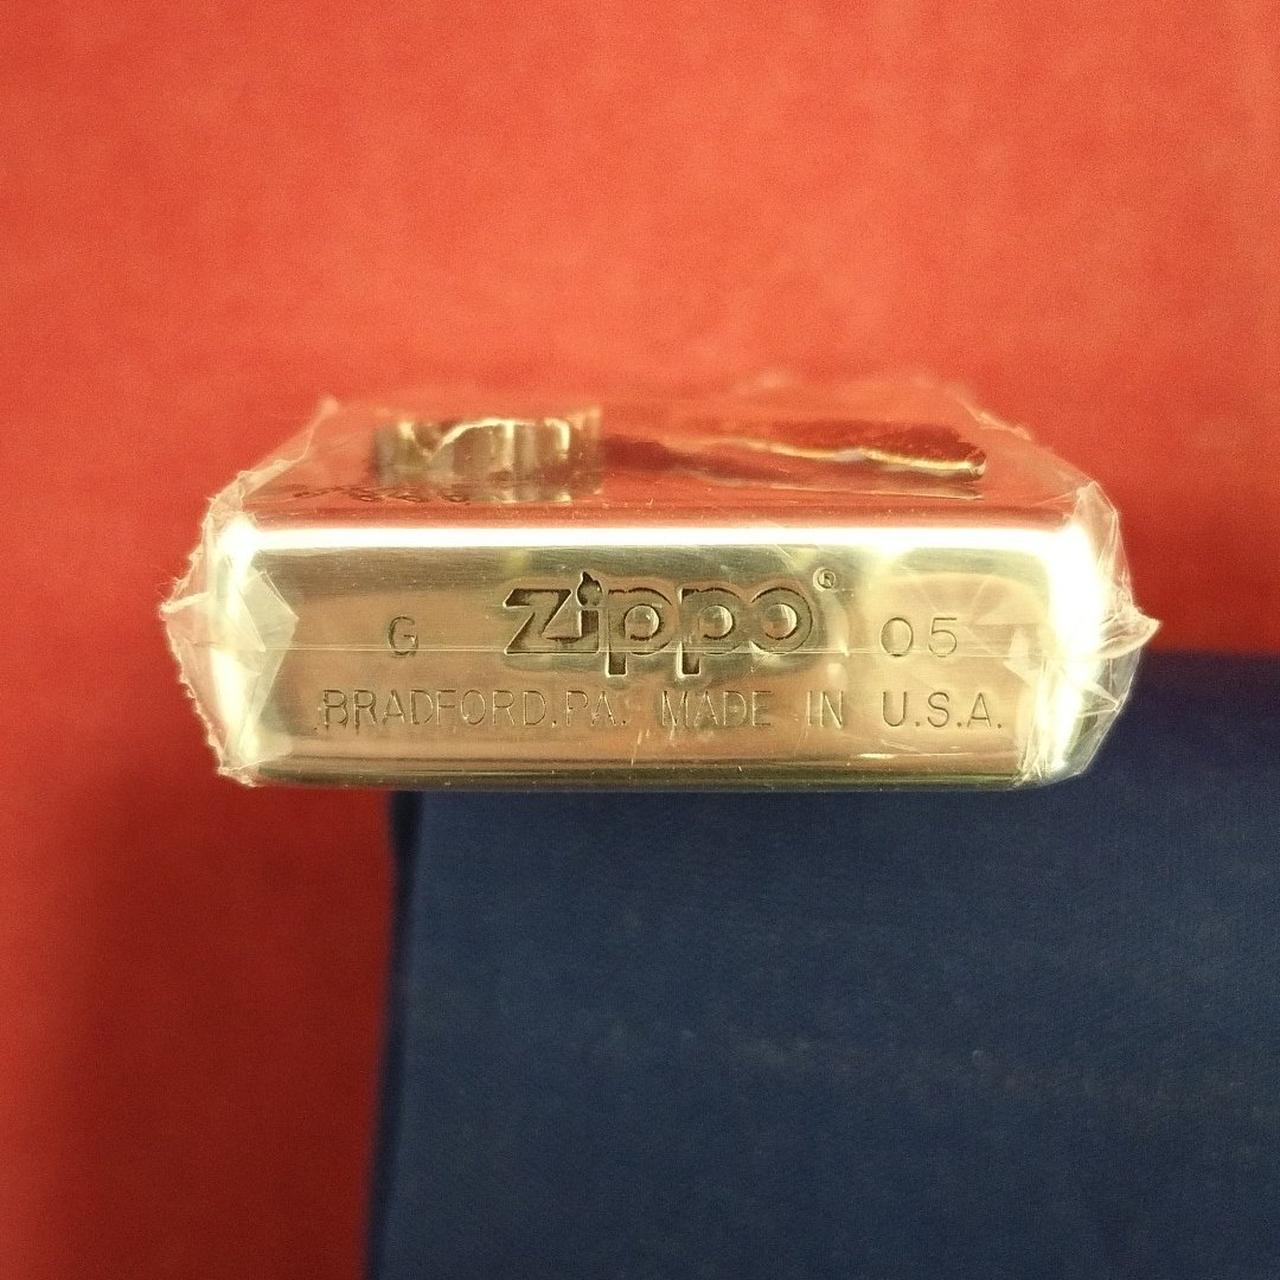 zippo®
G 05
BRADFORD.PA. MADE IN U.S.A.